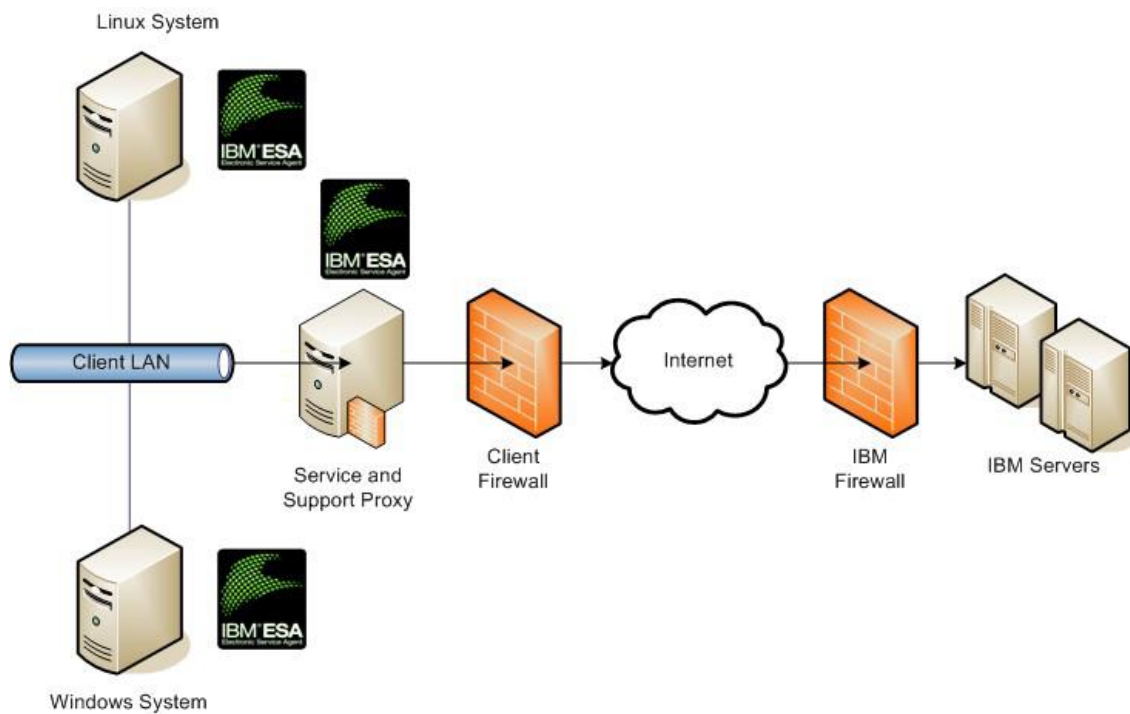 Linux System
IBM® ESA
Electronic Service Agent
IBM® ESA
Electronic Service Agent
Client LAN
Internet
Service and
Support Proxy
Client
Firewall
IBM
Firewall
IBM Servers
IBM® ESA
Electronic Service Agent
Windows System